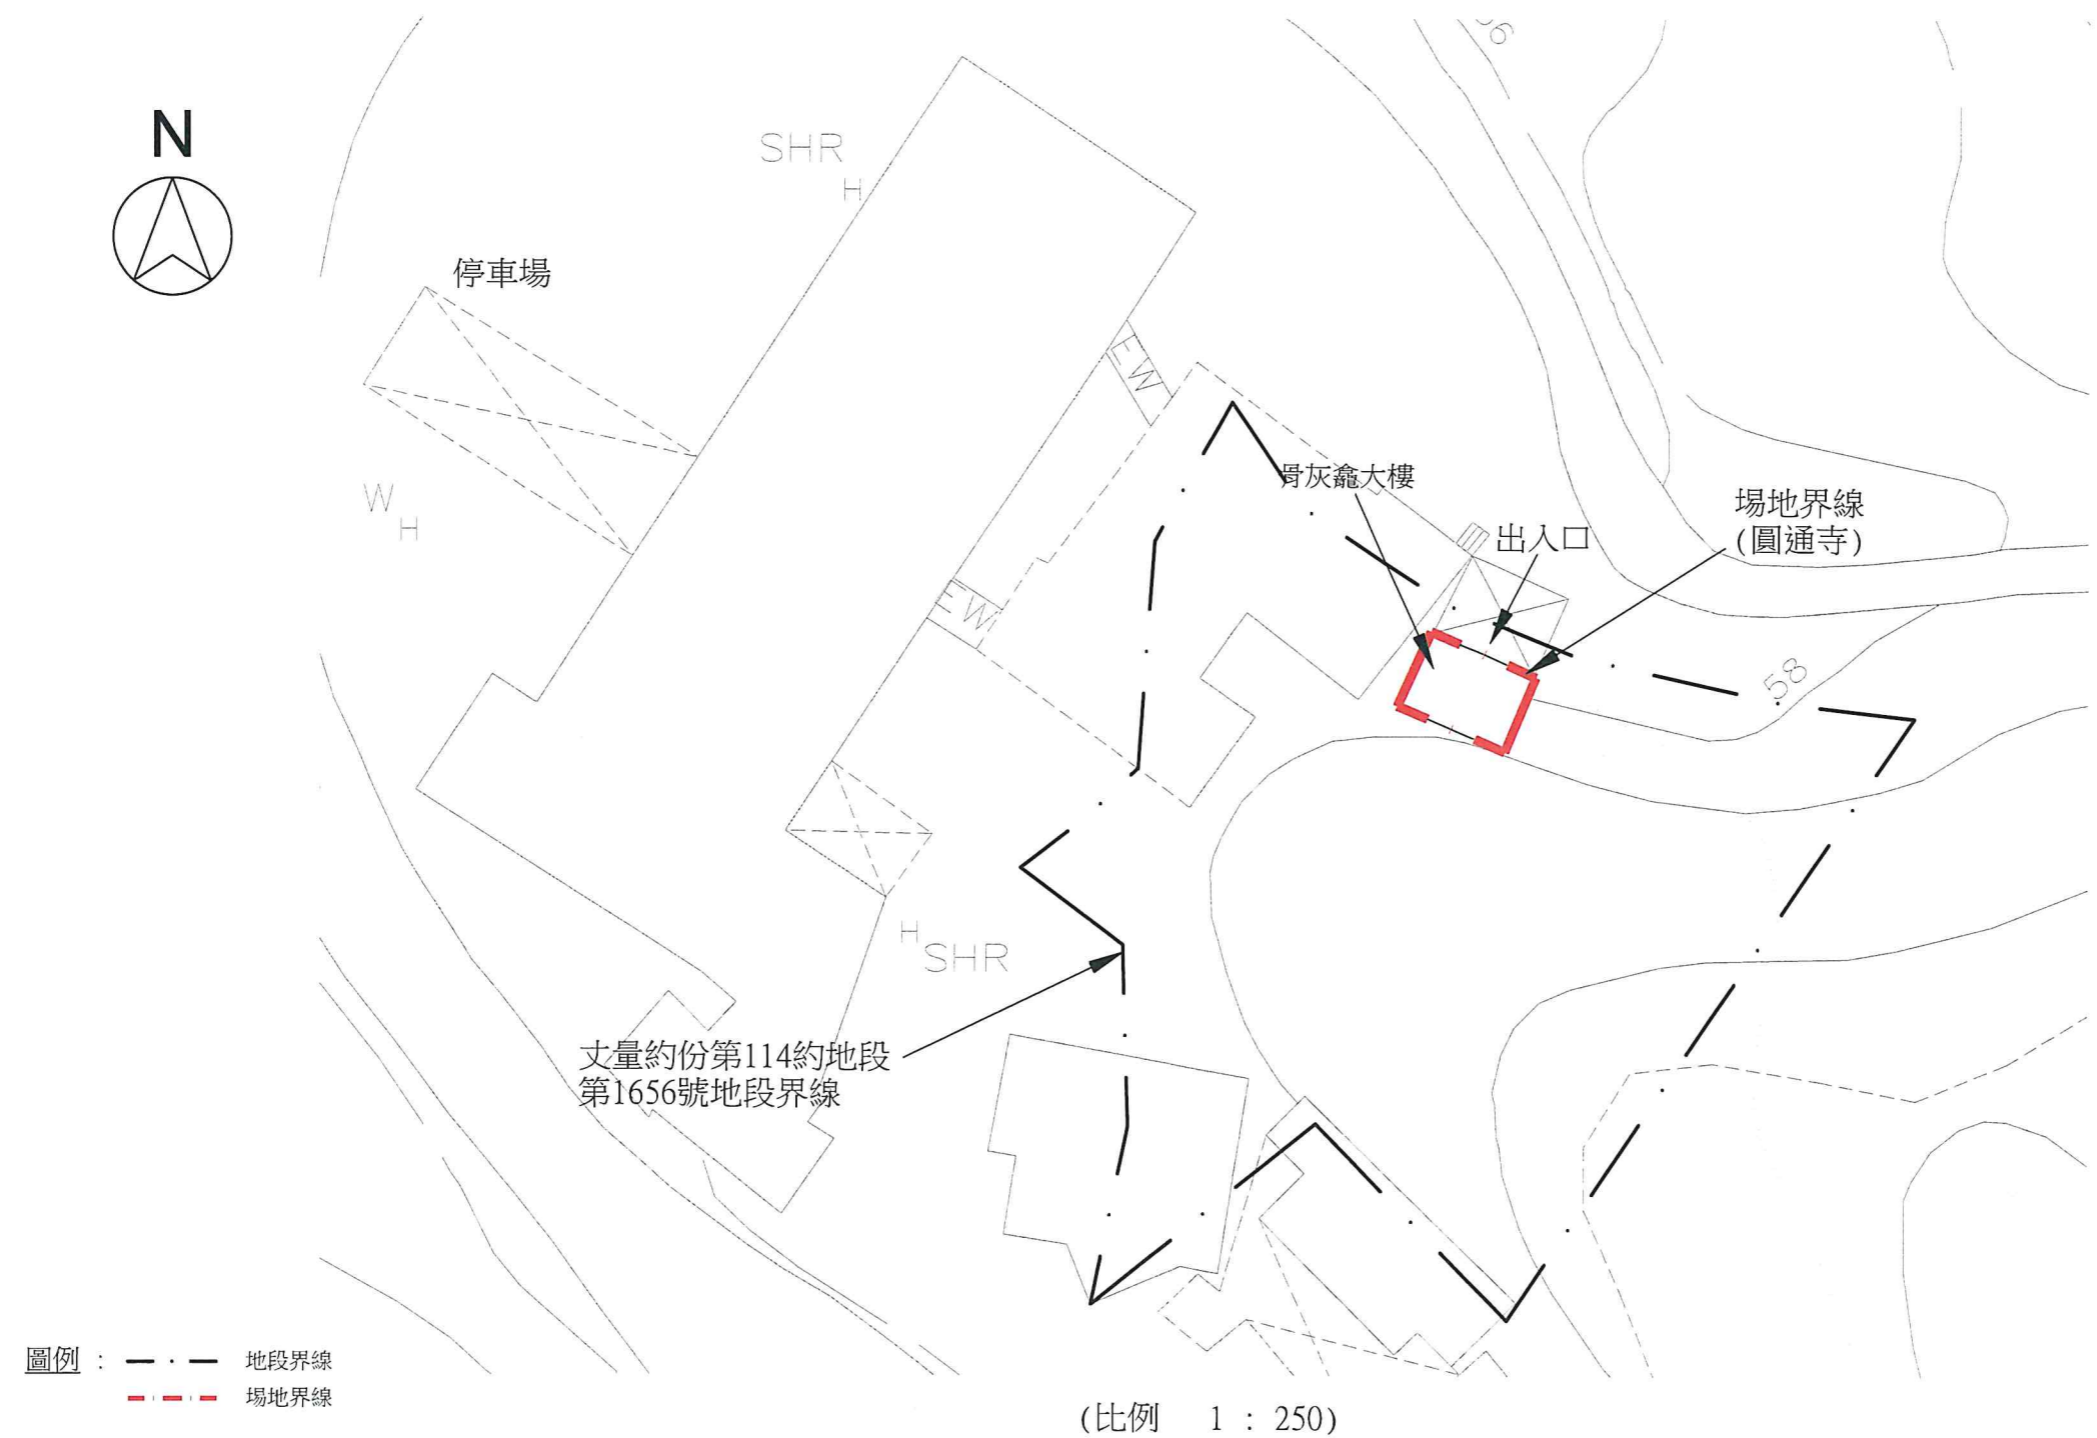 N
SHR
H
停車場
EW
W
H
骨灰龕大樓
出入口
場地界線
(圓通寺)
EW
58
H
SHR
丈量約份第114約地段
第1656號地段界線
圖例 :
地段界線
場地界線
(比例 1 : 250)